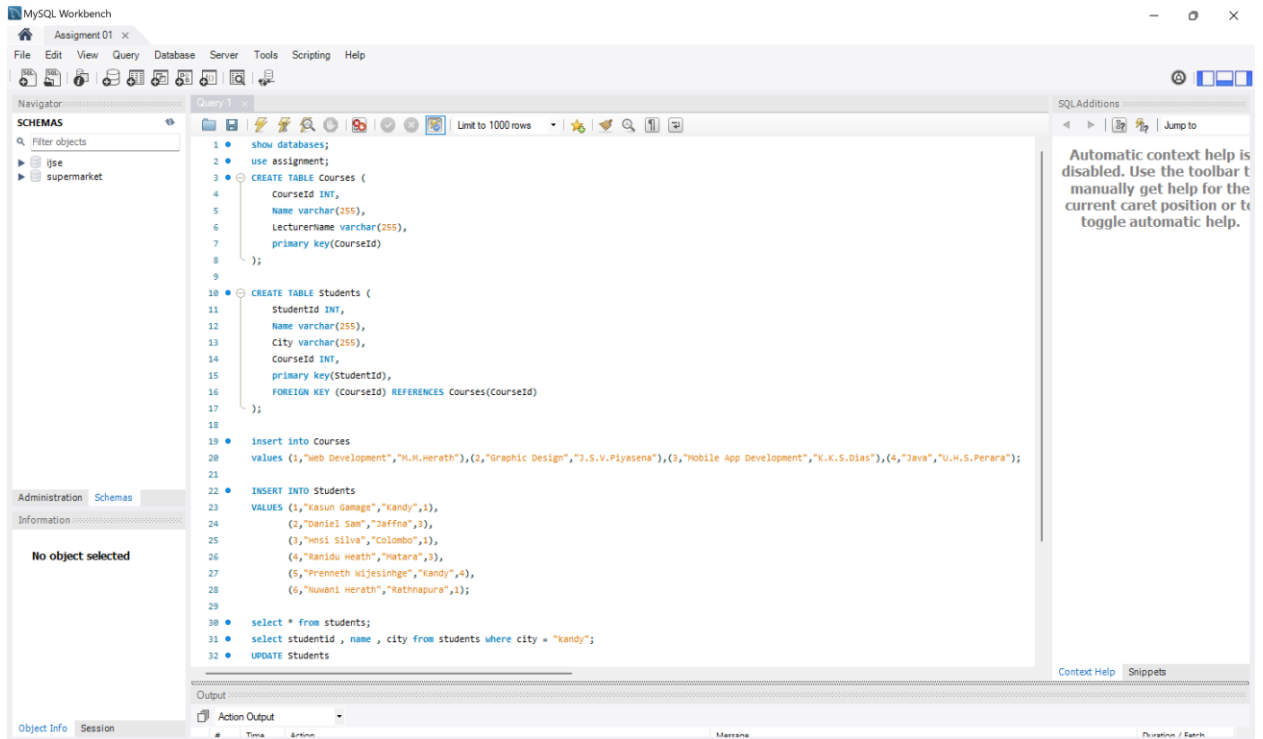 MySQL Workbench
Assigment 01
File Edit View Query Database Server Tools Scripting Help
Navigator
SCHEMAS
Filter objects
ijse
supermarket
Administration Schemas
Information
No object selected
Object Info Session
Query 1
Limit to 1000 rows
1 show databases;
2 use assignment;
3 CREATE TABLE Courses (
4 CourseId INT,
5 Name varchar(255),
6 LecturerName varchar(255),
7 primary key(CourseId)
8 );
9
10 CREATE TABLE Students (
11 StudentId INT,
12 Name varchar(255),
13 City varchar(255),
14 CourseId INT,
15 primary key(StudentId),
16 FOREIGN KEY (CourseId) REFERENCES Courses(CourseId)
17 );
18
19 insert into Courses
20 values (1,"Web Development","M.M.Herath"),(2,"Graphic Design","J.S.V.Piyasena"),(3,"Mobile App Development","K.K.S.Dias"),(4,"Java","U.H.S.Perara");
21
22 INSERT INTO Students
23 VALUES (1,"Kasun Gamage","Kandy",1),
24 (2,"Daniel Sam","Jaffna",3),
25 (3,"Hnsi Silva","Colombo",1),
26 (4,"Ranidu Heath","Matara",3),
27 (5,"Prenneth Wijesinhge","Kandy",4),
28 (6,"Nuwani Herath","Rathnapura",1);
29
30 select * from students;
31 select studentid , name , city from students where city = "kandy";
32 UPDATE Students
Output
Action Output
# Time Action Message Duration / Fetch
SQLAdditions
Jump to
Automatic context help is
disabled. Use the toolbar t
manually get help for the
current caret position or to
toggle automatic help.
Context Help Snippets